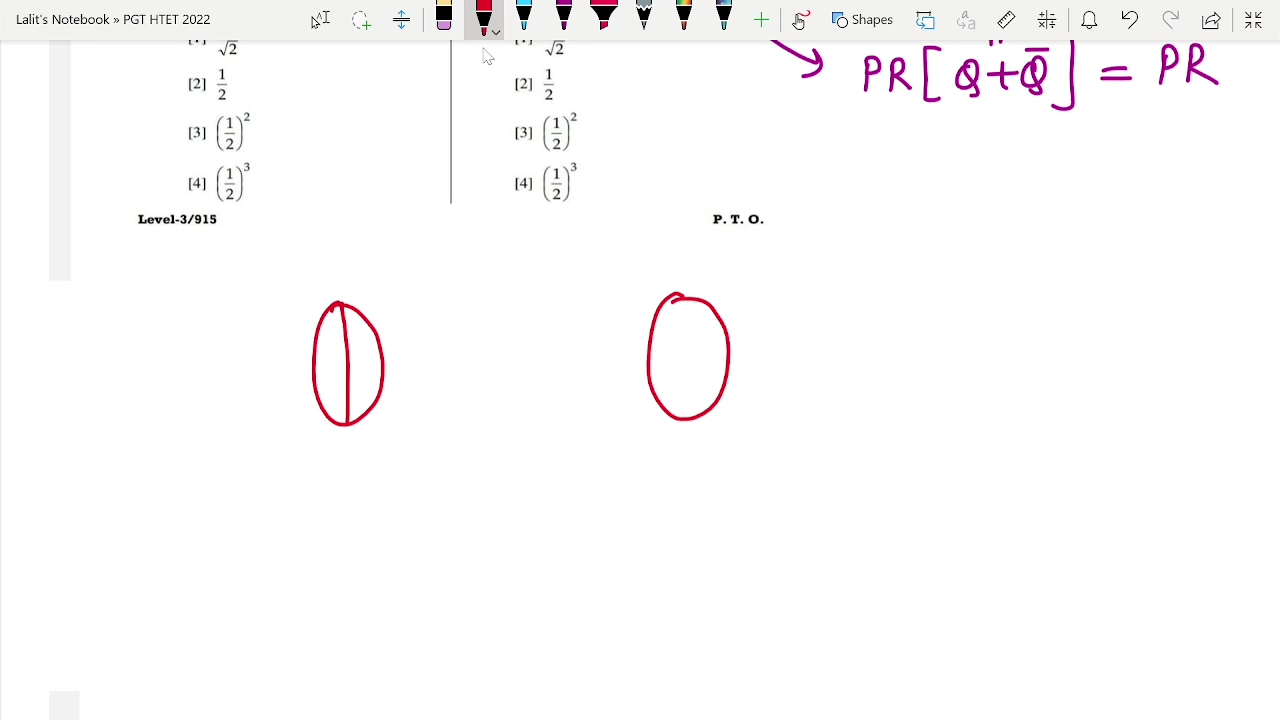 Lalit's Notebook » PGT HTET 2022
Shapes
√2
[2] 1/2
[3] (1/2)²
[4] (1/2)³
√2
[2] 1/2
[3] (1/2)²
[4] (1/2)³
Level-3/915
P. T. O.
PR[Q+Q̄] = PR